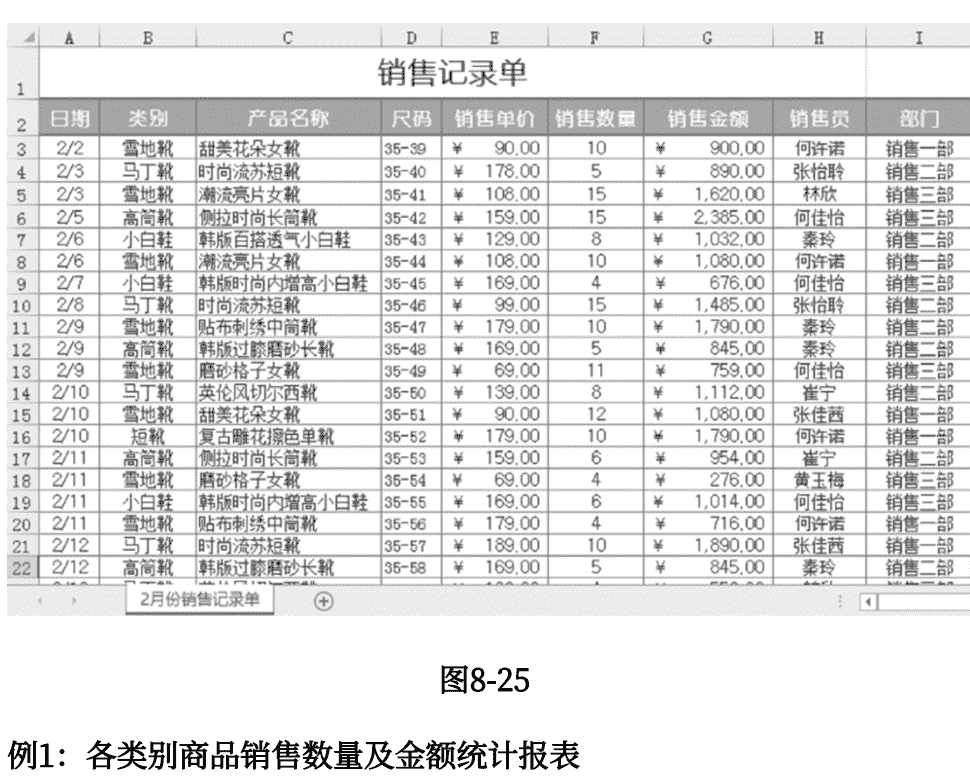 A B C D E F G H I
1 销售记录单
2 日期 类别 产品名称 尺码 销售单价 销售数量 销售金额 销售员 部门
3 2/2 雪地靴 甜美花朵女靴 35-39 ¥ 90.00 10 ¥ 900.00 何许诺 销售一部
4 2/3 马丁靴 时尚流苏短靴 35-40 ¥ 178.00 5 ¥ 890.00 张怡聆 销售二部
5 2/3 雪地靴 潮流亮片女靴 35-41 ¥ 108.00 15 ¥ 1,620.00 林欣 销售三部
6 2/5 高筒靴 侧拉时尚长筒靴 35-42 ¥ 159.00 15 ¥ 2,385.00 何佳怡 销售三部
7 2/6 小白鞋 韩版百搭透气小白鞋 35-43 ¥ 129.00 8 ¥ 1,032.00 秦玲 销售二部
8 2/6 雪地靴 潮流亮片女靴 35-44 ¥ 108.00 10 ¥ 1,080.00 何许诺 销售一部
9 2/7 小白鞋 韩版时尚内增高小白鞋 35-45 ¥ 169.00 4 ¥ 676.00 何佳怡 销售三部
10 2/8 马丁靴 时尚流苏短靴 35-46 ¥ 99.00 15 ¥ 1,485.00 张怡聆 销售二部
11 2/9 雪地靴 贴布刺绣中筒靴 35-47 ¥ 179.00 10 ¥ 1,790.00 秦玲 销售二部
12 2/9 高筒靴 韩版过膝磨砂长靴 35-48 ¥ 169.00 5 ¥ 845.00 秦玲 销售二部
13 2/9 雪地靴 磨砂格子女靴 35-49 ¥ 69.00 11 ¥ 759.00 何佳怡 销售三部
14 2/10 马丁靴 英伦风切尔西靴 35-50 ¥ 139.00 8 ¥ 1,112.00 崔宁 销售二部
15 2/10 雪地靴 甜美花朵女靴 35-51 ¥ 90.00 12 ¥ 1,080.00 张佳茜 销售一部
16 2/10 短靴 复古雕花擦色单靴 35-52 ¥ 179.00 10 ¥ 1,790.00 何许诺 销售一部
17 2/11 高筒靴 侧拉时尚长筒靴 35-53 ¥ 159.00 6 ¥ 954.00 崔宁 销售二部
18 2/11 雪地靴 磨砂格子女靴 35-54 ¥ 69.00 4 ¥ 276.00 黄玉梅 销售三部
19 2/11 小白鞋 韩版时尚内增高小白鞋 35-55 ¥ 169.00 6 ¥ 1,014.00 何佳怡 销售三部
20 2/11 雪地靴 贴布刺绣中筒靴 35-56 ¥ 179.00 4 ¥ 716.00 何许诺 销售一部
21 2/12 马丁靴 时尚流苏短靴 35-57 ¥ 189.00 10 ¥ 1,890.00 张佳茜 销售一部
22 2/12 高筒靴 韩版过膝磨砂长靴 35-58 ¥ 169.00 5 ¥ 845.00 秦玲 销售二部
2月份销售记录单
图8-25
例1：各类别商品销售数量及金额统计报表